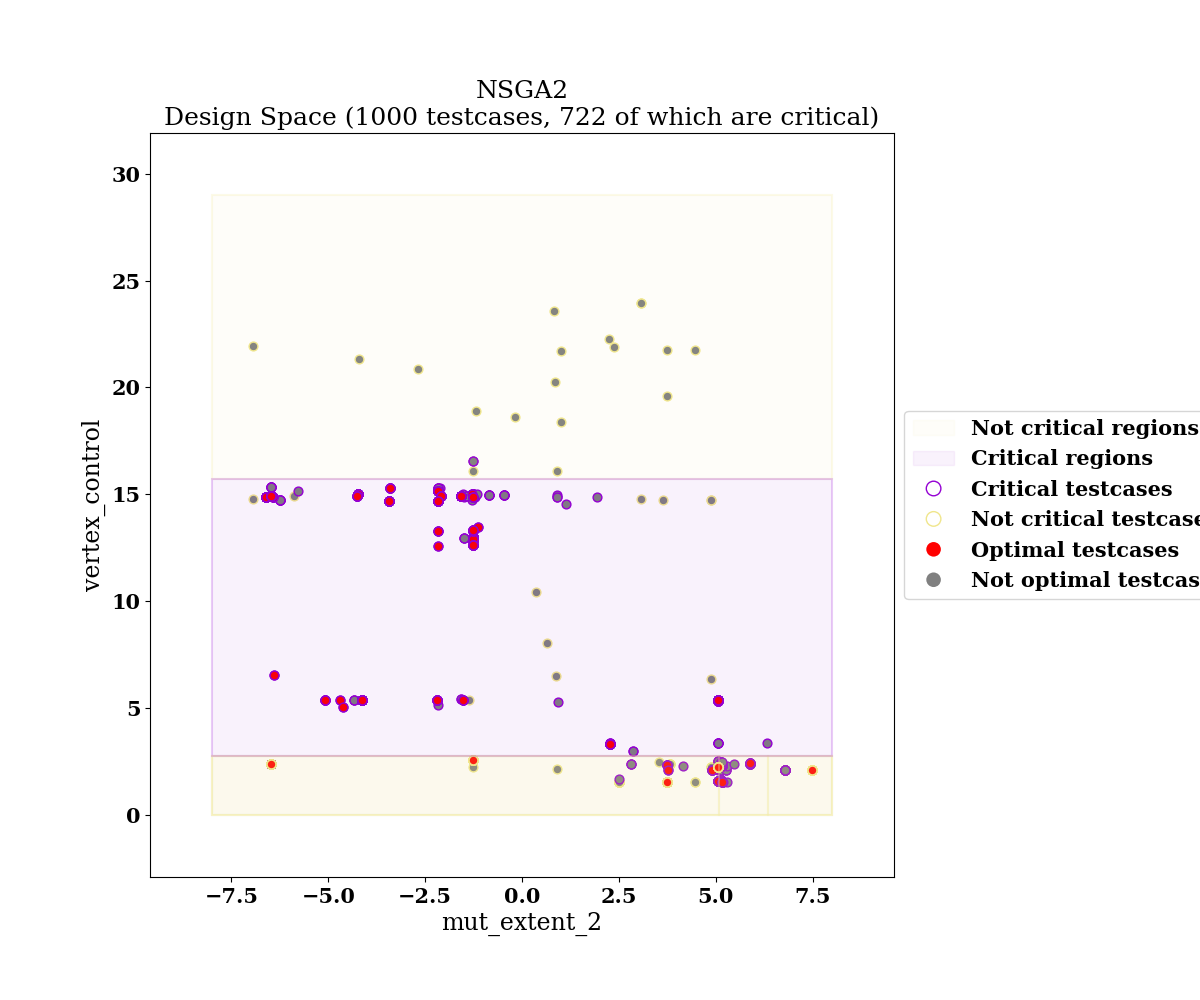 NSGA2
Design Space (1000 testcases, 722 of which are critical)
30
25
20
15
10
5
0
vertex_control
−7.5 −5.0 −2.5 0.0 2.5 5.0 7.5
mut_extent_2
Not critical regions
Critical regions
Critical testcases
Not critical testcase
Optimal testcases
Not optimal testcas